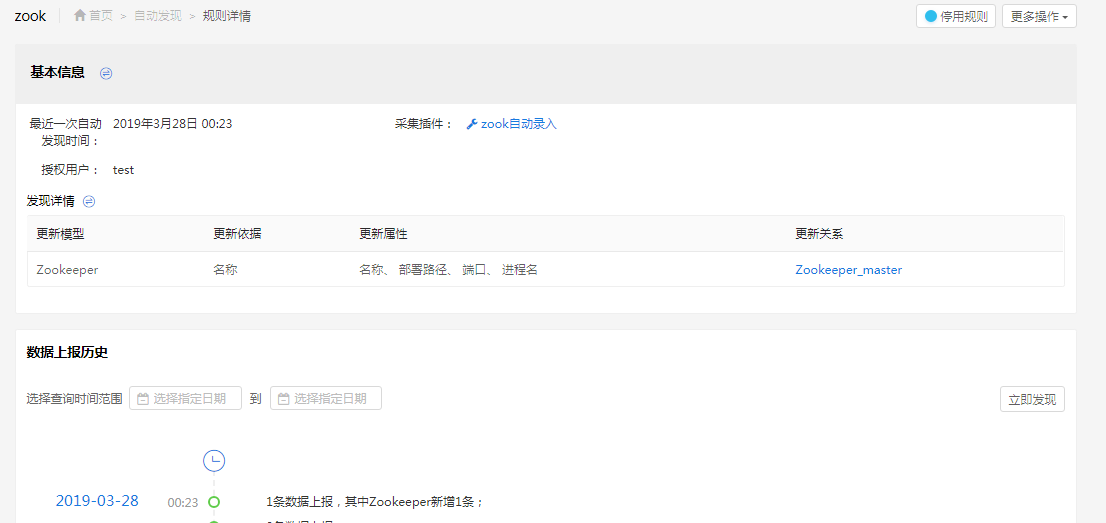 zook 首页 > 自动发现 > 规则详情 停用规则 更多操作
基本信息
最近一次自动发现时间： 2019年3月28日 00:23 采集插件： zook自动录入
授权用户： test
发现详情
更新模型 更新依据 更新属性 更新关系
Zookeeper 名称 名称、 部署路径、 端口、 进程名 Zookeeper_master
数据上报历史
选择查询时间范围 选择指定日期 到 选择指定日期 立即发现
2019-03-28 00:23 1条数据上报，其中Zookeeper新增1条；